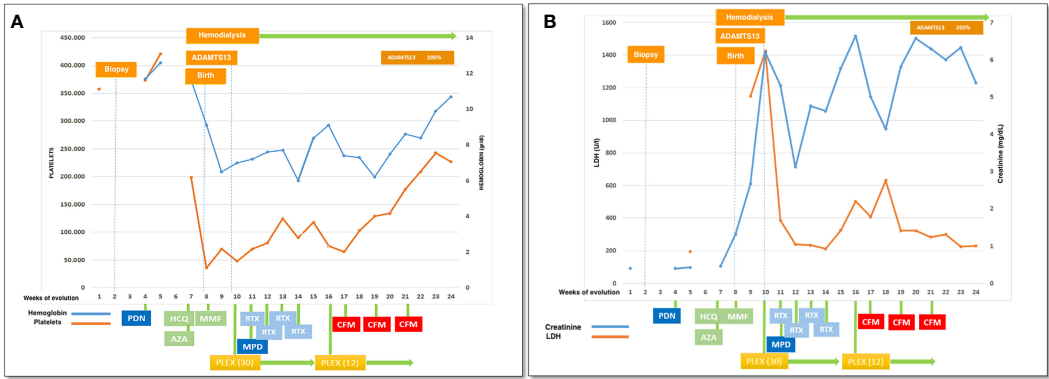 A
Hemodialysis
450.000
14
ADAMTS13
ADAMTS13 200%
400.000
Biopsy
12
Birth
350.000
10
300.000
250.000
8
200.000
6
150.000
4
100.000
2
50.000
0
0
PLATELETS
HEMOGLOBIN (gr/dl)
Weeks of evolution 1 2 3 4 5 6 7 8 9 10 11 12 13 14 15 16 17 18 19 20 21 22 23 24
Hemoglobin
Platelets
PDN
HCQ
MMF
RTX
RTX
CFM
CFM
CFM
RTX
RTX
AZA
MPD
PLEX (30)
PLEX (12)
B
Hemodialysis
1600
7
ADAMTS13
ADAMTS13 200%
1400
Biopsy
Birth
6
1200
5
1000
4
800
3
600
2
400
1
200
0
0
LDH (U/l)
Creatinine (mg/dL)
Weeks of evolution 1 2 3 4 5 6 7 8 9 10 11 12 13 14 15 16 17 18 19 20 21 22 23 24
Creatinine
LDH
PDN
HCQ
MMF
RTX
RTX
CFM
CFM
CFM
RTX
RTX
AZA
MPD
PLEX (30)
PLEX (12)